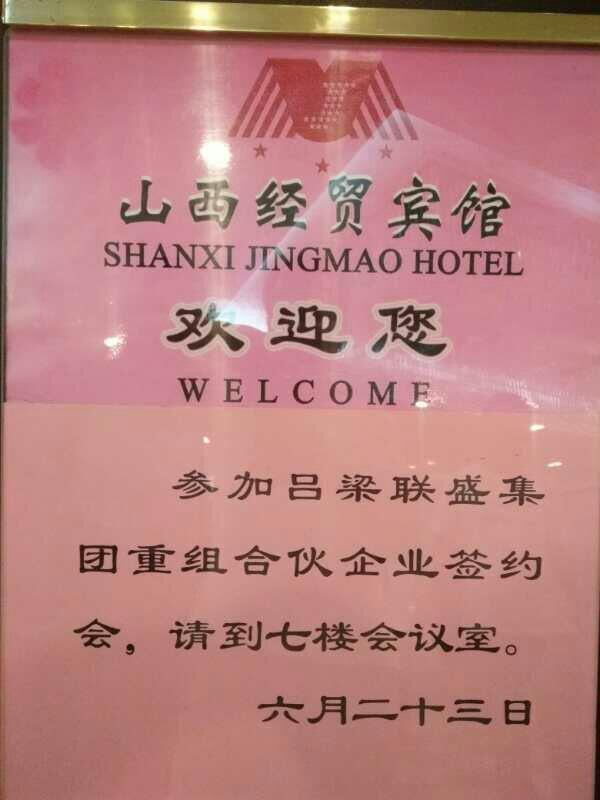 山西经贸宾馆
SHANXI JINGMAO HOTEL
欢迎您
WELCOME
参加吕梁联盛集
团重组合伙企业签约
会，请到七楼会议室。
六月二十三日